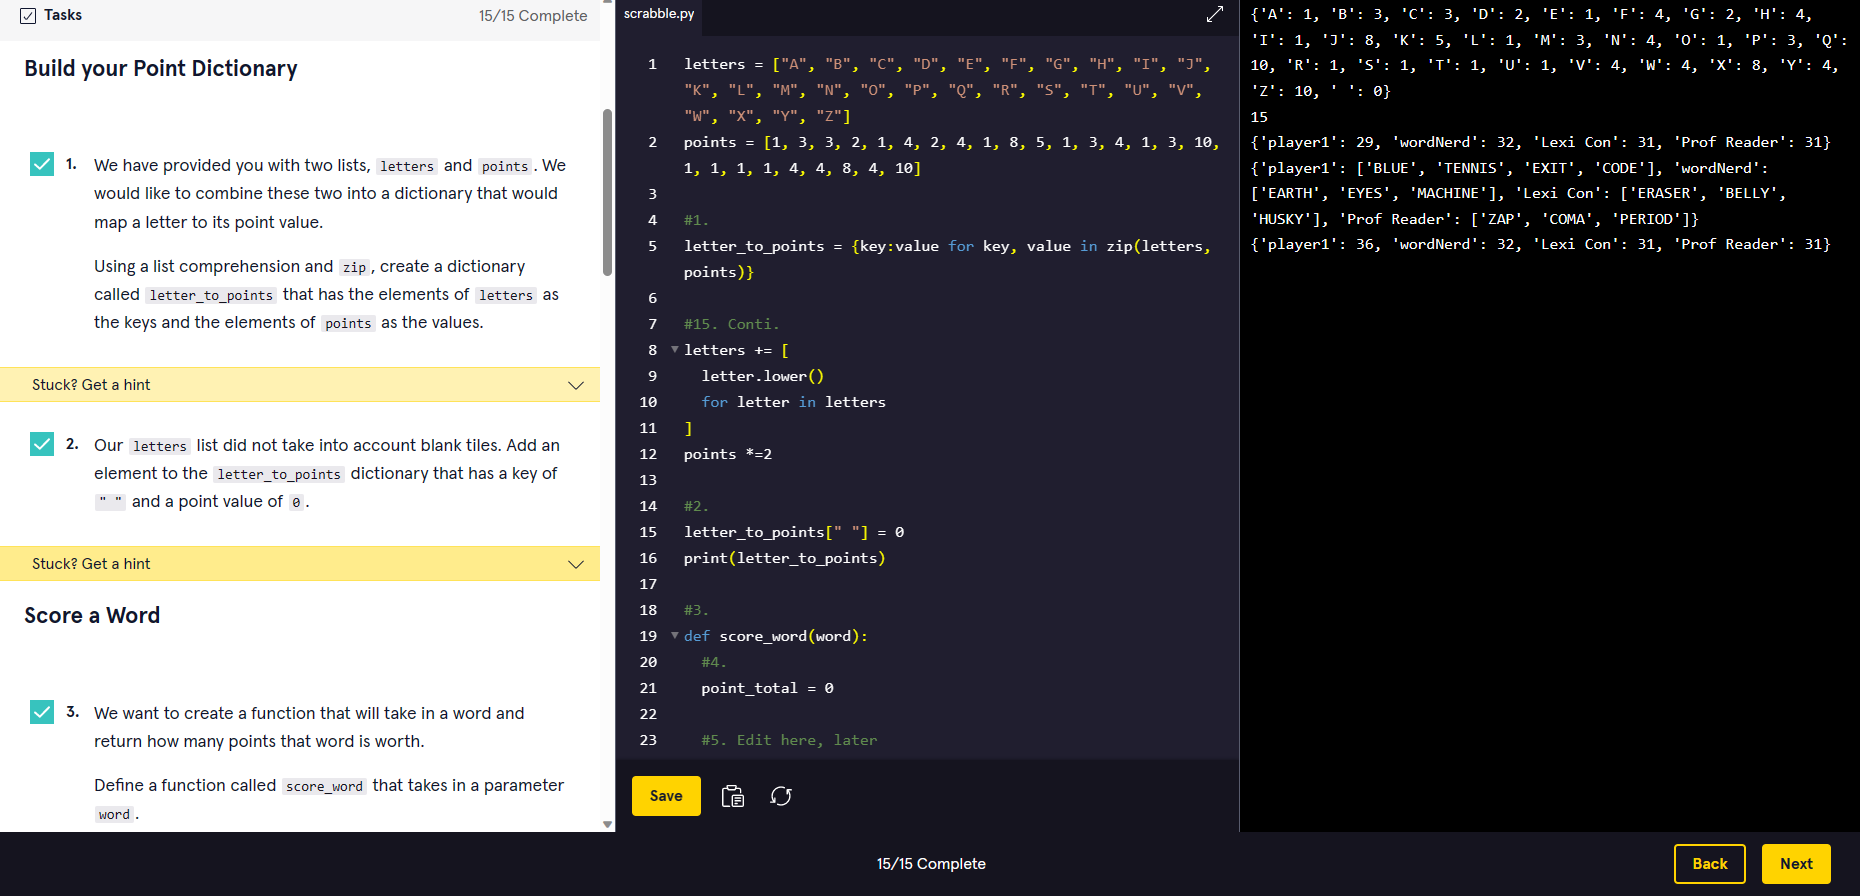 Tasks
15/15 Complete
Build your Point Dictionary
1. We have provided you with two lists, letters and points. We
would like to combine these two into a dictionary that would
map a letter to its point value.
Using a list comprehension and zip, create a dictionary
called letter_to_points that has the elements of letters as
the keys and the elements of points as the values.
Stuck? Get a hint
2. Our letters list did not take into account blank tiles. Add an
element to the letter_to_points dictionary that has a key of
" " and a point value of 0.
Stuck? Get a hint
Score a Word
3. We want to create a function that will take in a word and
return how many points that word is worth.
Define a function called score_word that takes in a parameter
word.
scrabble.py
1 letters = ["A", "B", "C", "D", "E", "F", "G", "H", "I", "J",
"K", "L", "M", "N", "O", "P", "Q", "R", "S", "T", "U", "V",
"W", "X", "Y", "Z"]
2 points = [1, 3, 3, 2, 1, 4, 2, 4, 1, 8, 5, 1, 3, 4, 1, 3, 10,
1, 1, 1, 1, 4, 4, 8, 4, 10]
3
4 #1.
5 letter_to_points = {key:value for key, value in zip(letters,
points)}
6
7 #15. Conti.
8 letters += [
9 letter.lower()
10 for letter in letters
11 ]
12 points *=2
13
14 #2.
15 letter_to_points[" "] = 0
16 print(letter_to_points)
17
18 #3.
19 def score_word(word):
20 #4.
21 point_total = 0
22
23 #5. Edit here, later
Save
{'A': 1, 'B': 3, 'C': 3, 'D': 2, 'E': 1, 'F': 4, 'G': 2, 'H': 4,
'I': 1, 'J': 8, 'K': 5, 'L': 1, 'M': 3, 'N': 4, 'O': 1, 'P': 3, 'Q':
10, 'R': 1, 'S': 1, 'T': 1, 'U': 1, 'V': 4, 'W': 4, 'X': 8, 'Y': 4,
'Z': 10, ' ': 0}
15
{'player1': 29, 'wordNerd': 32, 'Lexi Con': 31, 'Prof Reader': 31}
{'player1': ['BLUE', 'TENNIS', 'EXIT', 'CODE'], 'wordNerd':
['EARTH', 'EYES', 'MACHINE'], 'Lexi Con': ['ERASER', 'BELLY',
'HUSKY'], 'Prof Reader': ['ZAP', 'COMA', 'PERIOD']}
{'player1': 36, 'wordNerd': 32, 'Lexi Con': 31, 'Prof Reader': 31}
15/15 Complete
Back
Next